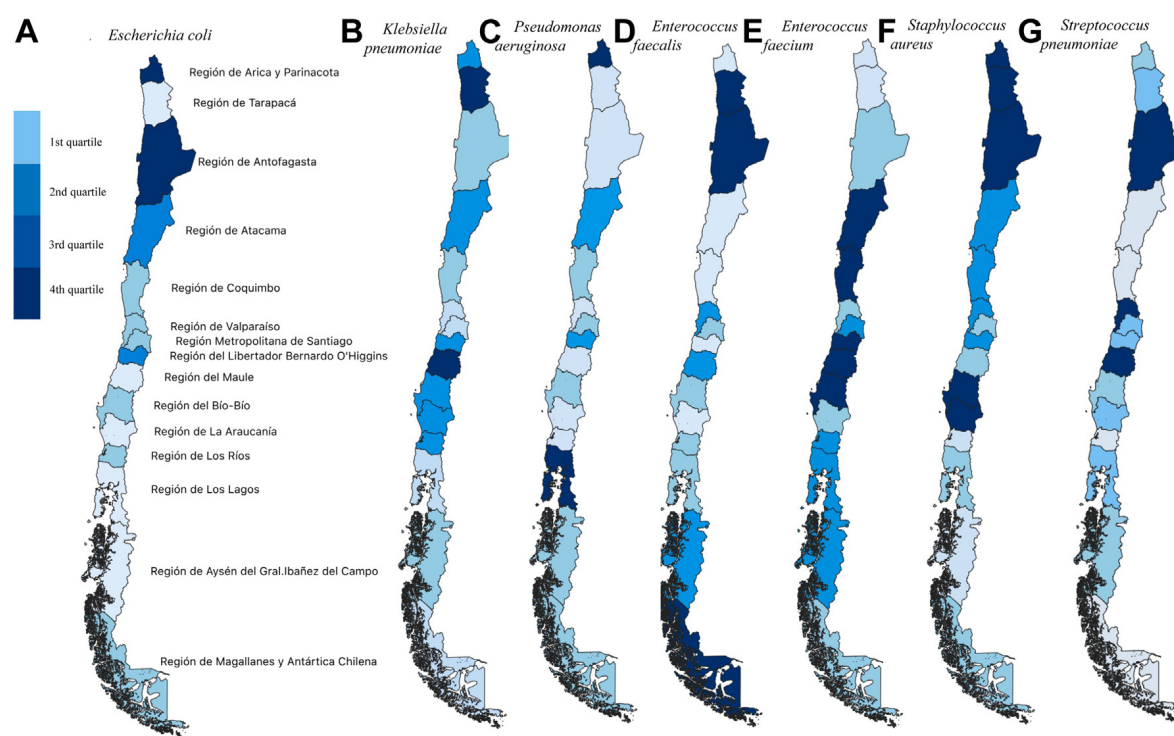 A
Escherichia coli
B
Klebsiella
pneumoniae
C
Pseudomonas
aeruginosa
D
Enterococcus
faecalis
E
Enterococcus
faecium
F
Staphylococcus
aureus
G
Streptococcus
pneumoniae
1st quartile
2nd quartile
3rd quartile
4th quartile
Región de Arica y Parinacota
Región de Tarapacá
Región de Antofagasta
Región de Atacama
Región de Coquimbo
Región de Valparaíso
Región Metropolitana de Santiago
Región del Libertador Bernardo O'Higgins
Región del Maule
Región del Bío-Bío
Región de La Araucanía
Región de Los Ríos
Región de Los Lagos
Región de Aysén del Gral.Ibañez del Campo
Región de Magallanes y Antártica Chilena